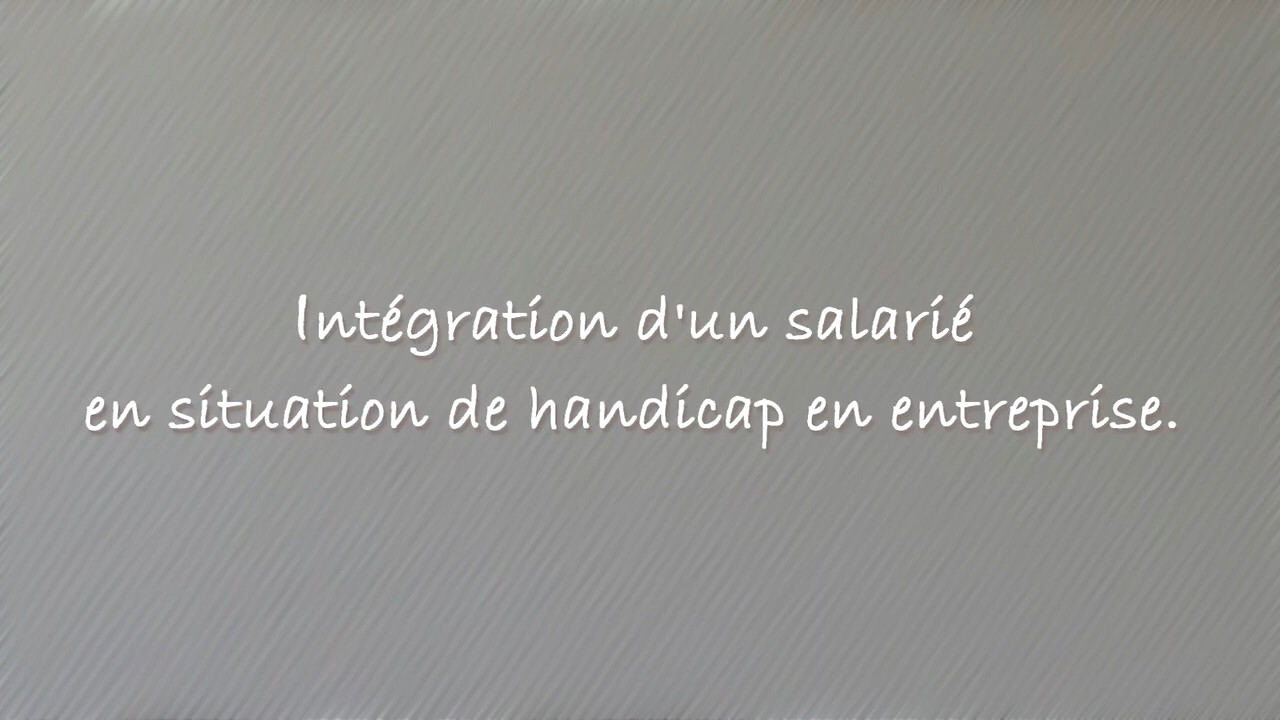 Intégration d'un salarié
en situation de handicap en entreprise.